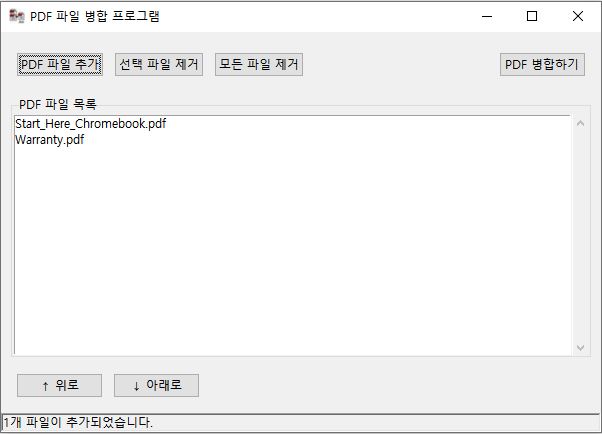 PDF 파일 병합 프로그램
PDF 파일 추가 선택 파일 제거 모든 파일 제거 PDF 병합하기
PDF 파일 목록
Start_Here_Chromebook.pdf
Warranty.pdf
↑ 위로 ↓ 아래로
1개 파일이 추가되었습니다.